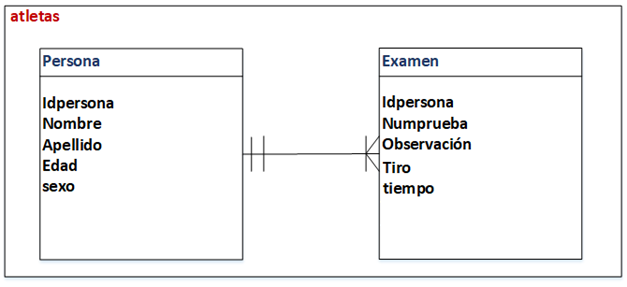 atletas
Persona
Idpersona
Nombre
Apellido
Edad
sexo
Examen
Idpersona
Numprueba
Observación
Tiro
tiempo